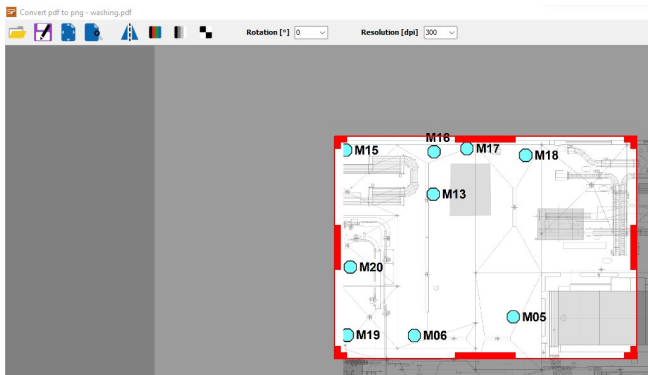 Convert pdf to png - washing.pdf
Rotation [°] 0 Resolution [dpi] 300
M16
M15 M17 M18
M13
M20
M05
M19 M06